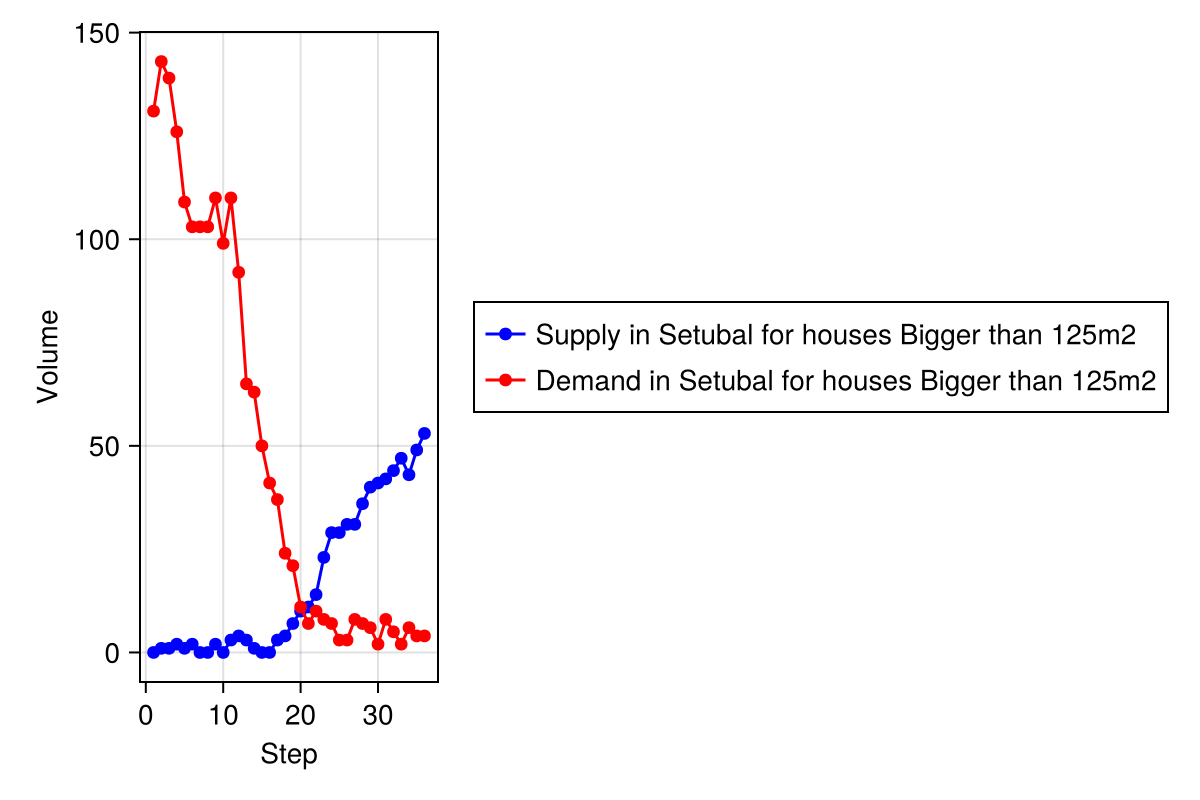 150
100
50
0
Volume
0 10 20 30
Step
Supply in Setubal for houses Bigger than 125m2
Demand in Setubal for houses Bigger than 125m2